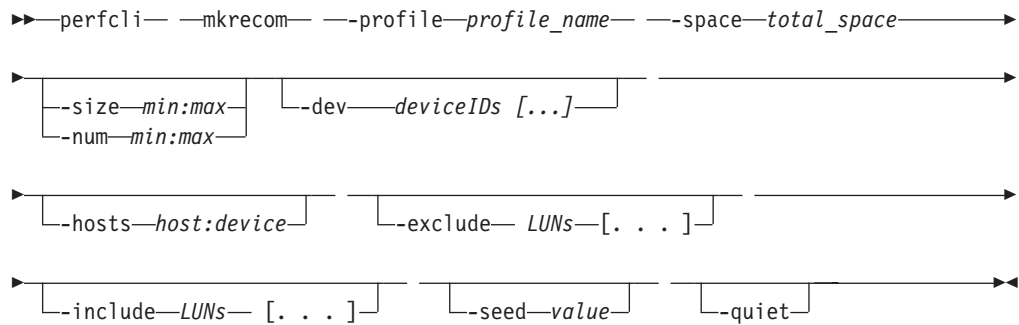 perfcli mkrecom -profile profile_name -space total_space
-size min:max -dev deviceIDs [...]
-num min:max
-hosts host:device -exclude LUNs [. . . ]
-include LUNs [. . . ] -seed value -quiet